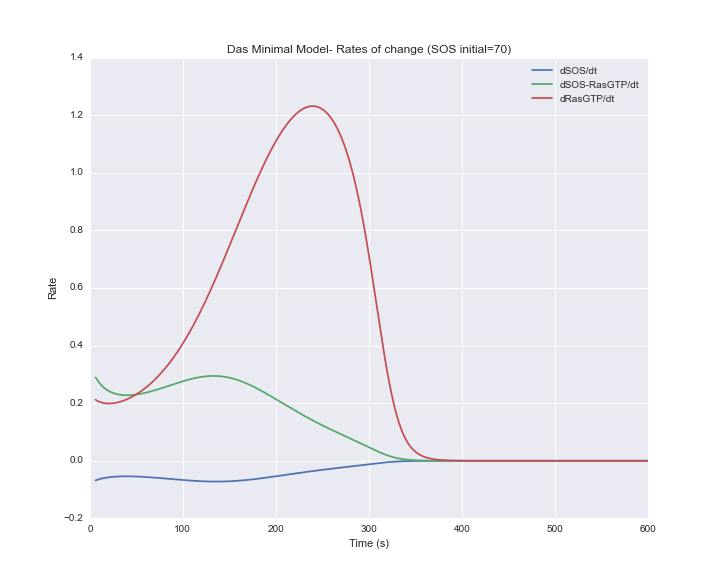 Das Minimal Model- Rates of change (SOS initial=70)
1.4
1.2
1.0
0.8
0.6
0.4
0.2
0.0
−0.2
Rate
dSOS/dt
dSOS-RasGTP/dt
dRasGTP/dt
0 100 200 300 400 500 600
Time (s)